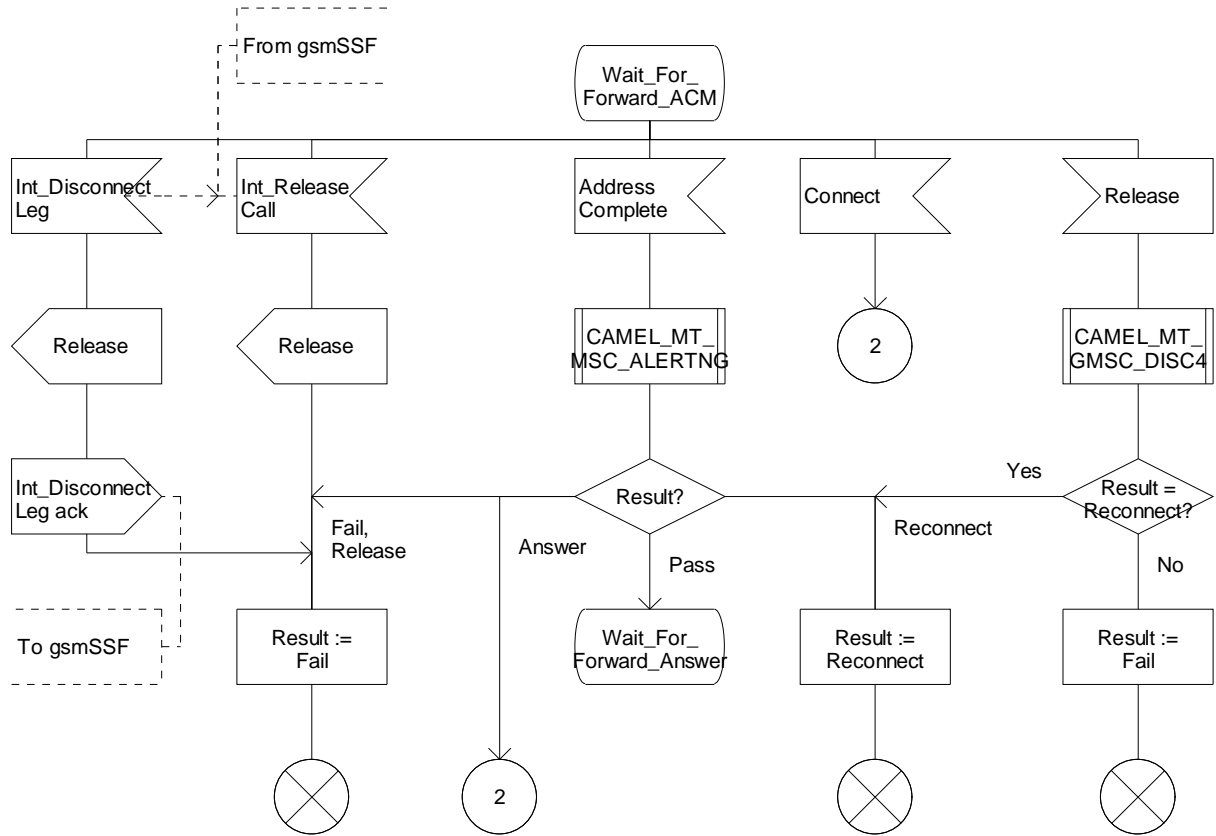 From gsmSSF
Wait_For_
Forward_ACM
Int_Disconnect
Leg
Int_Release
Call
Address
Complete
Connect
Release
Release
Release
CAMEL_MT_
MSC_ALERTNG
2
CAMEL_MT_
GMSC_DISC4
Int_Disconnect
Leg ack
Result?
Yes
Result =
Reconnect?
Fail,
Release
Answer
Reconnect
Pass
No
To gsmSSF
Result :=
Fail
Wait_For_
Forward_Answer
Result :=
Reconnect
Result :=
Fail
2